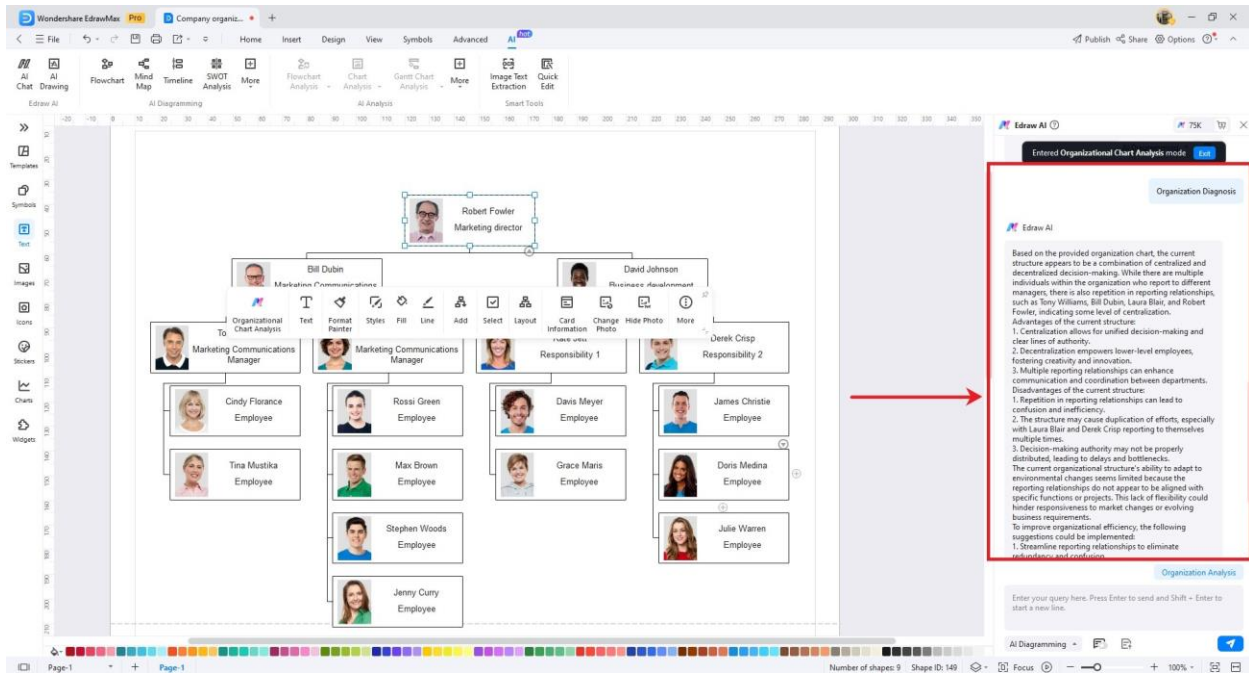 Wondershare EdrawMax Pro Company organiz...
File Home Insert Design View Symbols Advanced AI hot Publish Share Options
AI Chat AI Drawing Flowchart Mind Map Timeline SWOT Analysis More Flowchart Analysis Chart Analysis Gantt Chart Analysis More Image Text Extraction Quick Edit
Edraw AI AI Diagramming AI Analysis Smart Tools
Templates
Symbols
Text
Images
Icons
Stickers
Charts
Widgets
Robert Fowler
Marketing director
Bill Dubin
Marketing Communications
David Johnson
Business development
Organizational Chart Analysis Text Format Painter Styles Fill Line Add Select Layout Card Information Change Photo Hide Photo More
To
Marketing Communications
Manager
Marketing Communications
Manager
Kate Jett
Responsibility 1
Derek Crisp
Responsibility 2
Cindy Florance
Employee
Rossi Green
Employee
Davis Meyer
Employee
James Christie
Employee
Tina Mustika
Employee
Max Brown
Employee
Grace Maris
Employee
Doris Medina
Employee
Stephen Woods
Employee
Julie Warren
Employee
Jenny Curry
Employee
Edraw AI 75K
Entered Organizational Chart Analysis mode Exit
Organization Diagnosis
Edraw AI
Based on the provided organization chart, the current
structure appears to be a combination of centralized and
decentralized decision-making. While there are multiple
individuals within the organization who report to different
managers, there is also repetition in reporting relationships,
such as Tony Williams, Bill Dubin, Laura Blair, and Robert
Fowler, indicating some level of centralization.
Advantages of the current structure:
1. Centralization allows for unified decision-making and
clear lines of authority.
2. Decentralization empowers lower-level employees,
fostering creativity and innovation.
3. Multiple reporting relationships can enhance
communication and coordination between departments.
Disadvantages of the current structure:
1. Repetition in reporting relationships can lead to
confusion and inefficiency.
2. The structure may cause duplication of efforts, especially
with Laura Blair and Derek Crisp reporting to themselves
multiple times.
3. Decision-making authority may not be properly
distributed, leading to delays and bottlenecks.
The current organizational structure's ability to adapt to
environmental changes seems limited because the
reporting relationships do not appear to be aligned with
specific functions or projects. This lack of flexibility could
hinder responsiveness to market changes or evolving
business requirements.
To improve organizational efficiency, the following
suggestions could be implemented:
1. Streamline reporting relationships to eliminate
redundancy and confusion.
Organization Analysis
Enter your query here. Press Enter to send and Shift + Enter to
start a new line.
AI Diagramming
Page-1 Page-1 Number of shapes: 9 Shape ID: 149 Focus 100%